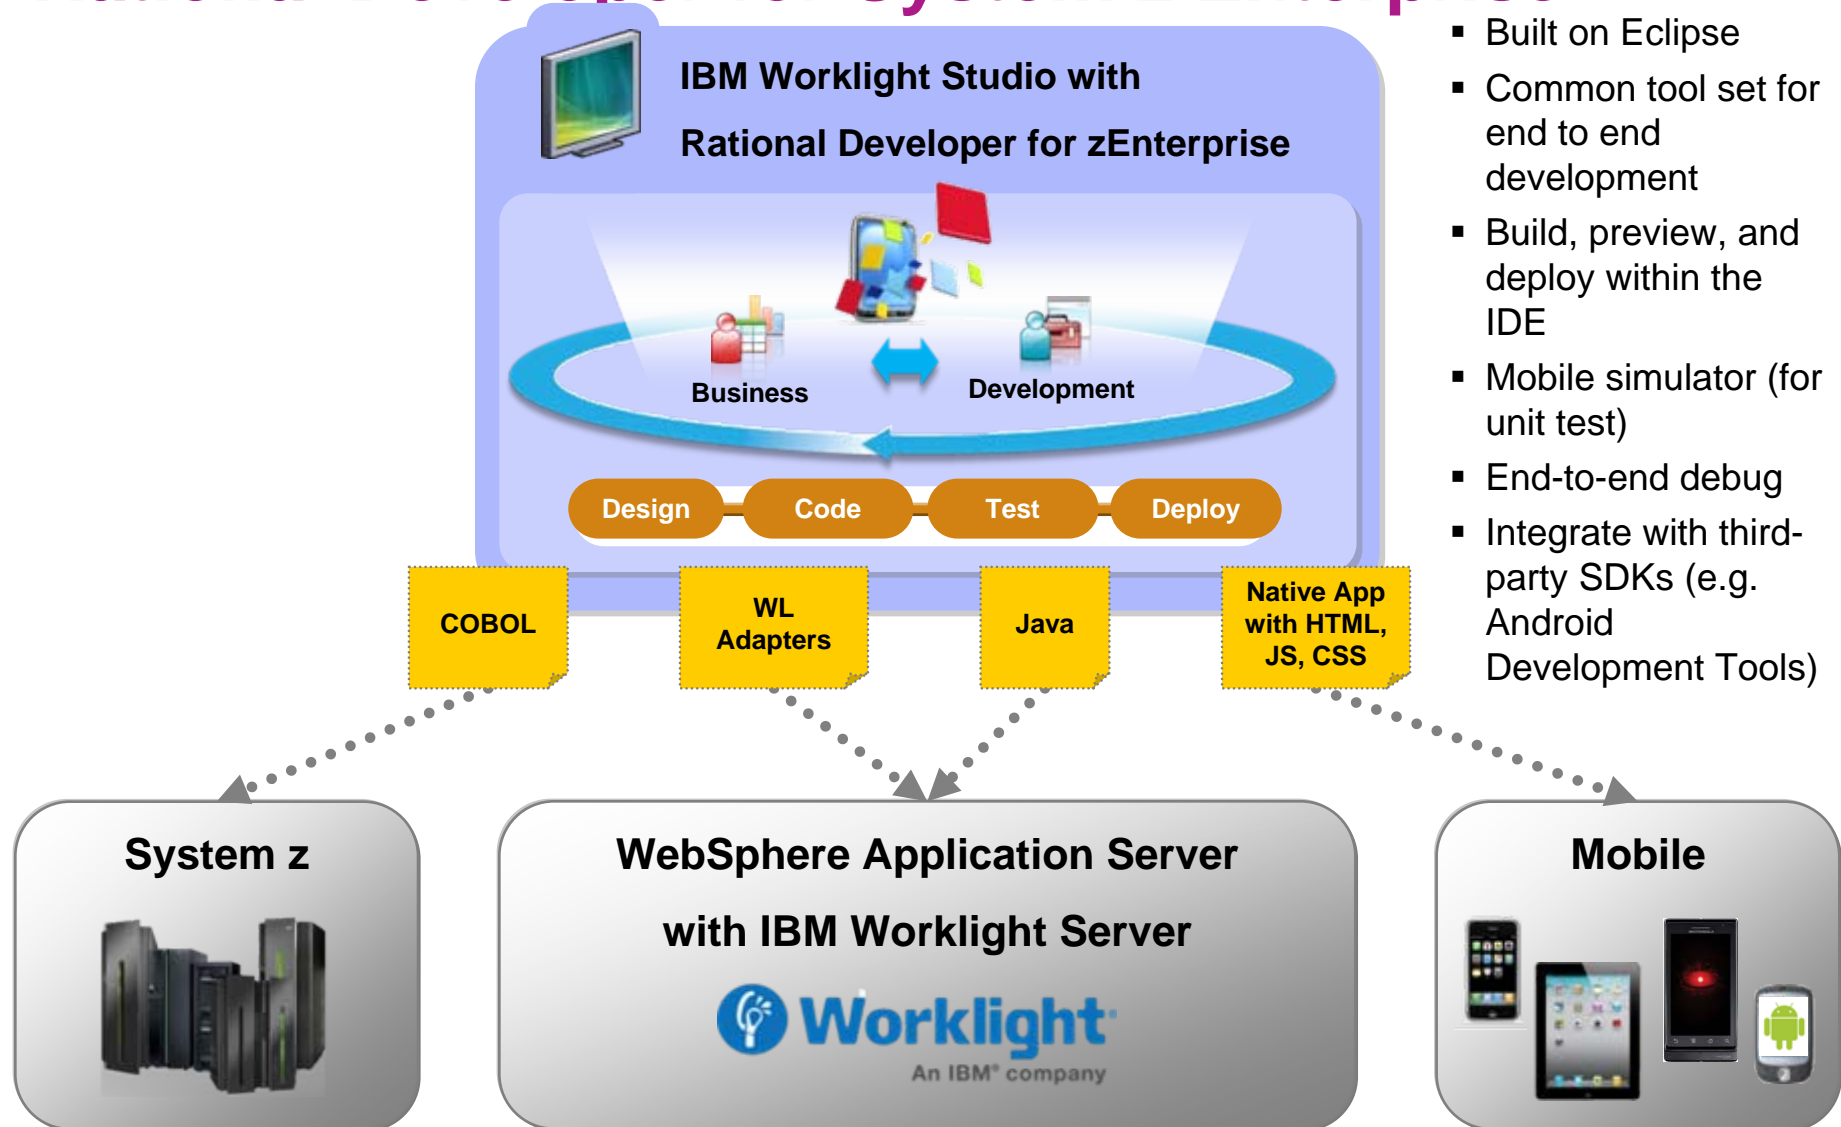 IBM Worklight Studio with
Rational Developer for zEnterprise
Business
Development
Design
Code
Test
Deploy
COBOL
WL
Adapters
Java
Native App
with HTML,
JS, CSS
▪ Built on Eclipse
▪ Common tool set for
end to end
development
▪ Build, preview, and
deploy within the
IDE
▪ Mobile simulator (for
unit test)
▪ End-to-end debug
▪ Integrate with third-
party SDKs (e.g.
Android
Development Tools)
System z
WebSphere Application Server
with IBM Worklight Server
Worklight
An IBM® company
Mobile
MOTOROLA